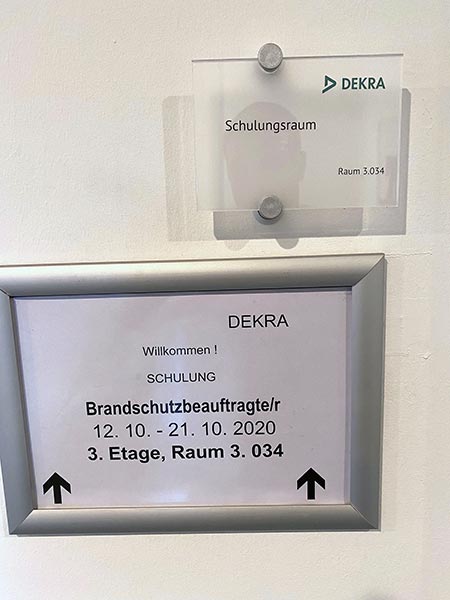 DEKRA
Schulungsraum
Raum 3.034
DEKRA
Willkommen !
SCHULUNG
Brandschutzbeauftragte/r
12. 10. - 21. 10. 2020
3. Etage, Raum 3. 034